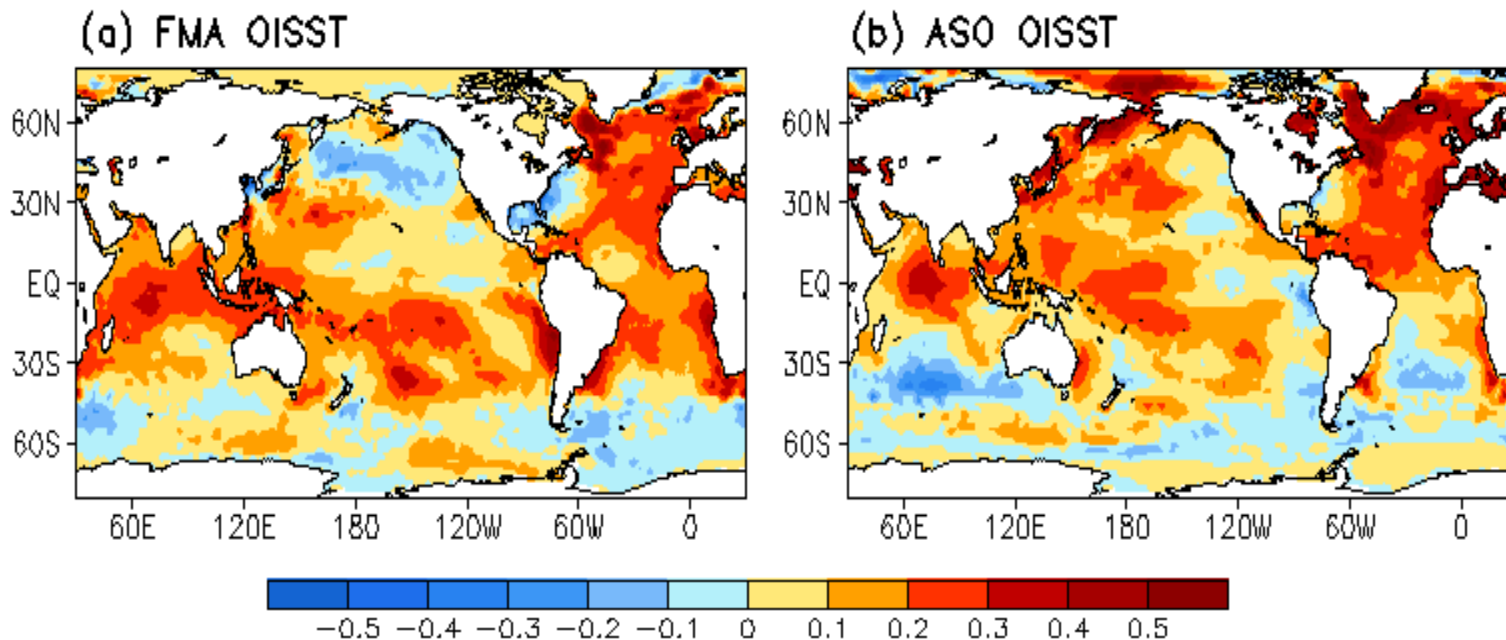 (a) FMA OISST
(b) ASO OISST
60N
30N
EQ
30S
60S
60E 120E 180 120W 60W 0
60N
30N
EQ
30S
60S
60E 120E 180 120W 60W 0
-0.5 -0.4 -0.3 -0.2 -0.1 0 0.1 0.2 0.3 0.4 0.5